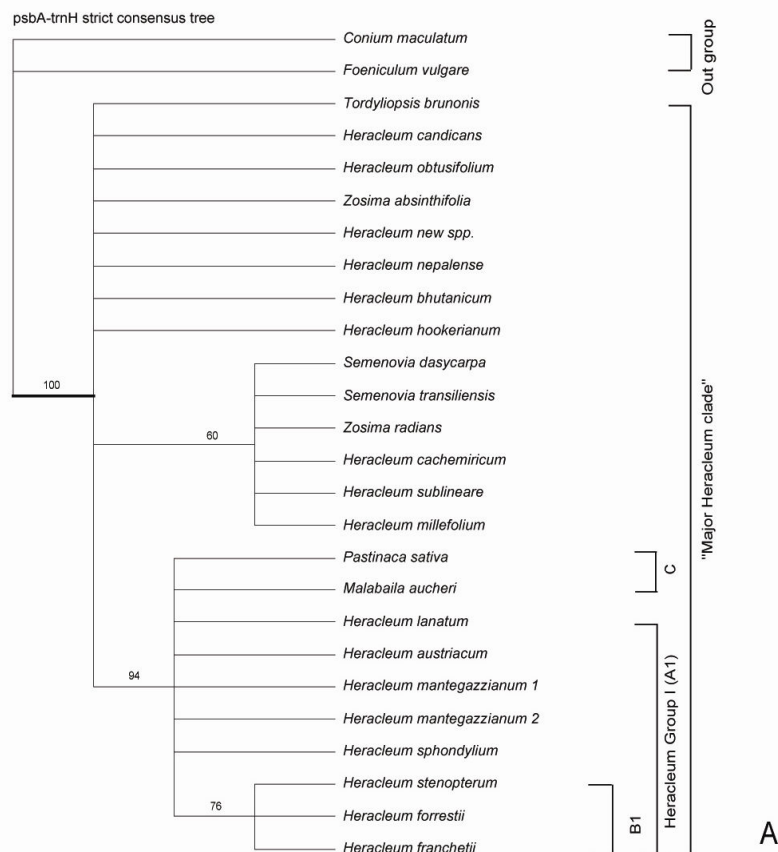 psbA-trnH strict consensus tree
Conium maculatum
Foeniculum vulgare
Out group
Tordyliopsis brunonis
Heracleum candicans
Heracleum obtusifolium
Zosima absinthifolia
Heracleum new spp.
Heracleum nepalense
Heracleum bhutanicum
Heracleum hookerianum
Semenovia dasycarpa
100
Semenovia transiliensis
Zosima radians
60
Heracleum cachemiricum
Heracleum sublineare
Heracleum millefolium
"Major Heracleum clade"
Pastinaca sativa
C
Malabaila aucheri
Heracleum lanatum
Heracleum austriacum
94
Heracleum mantegazzianum 1
Heracleum mantegazzianum 2
Heracleum Group I (A1)
Heracleum sphondylium
Heracleum stenopterum
76
Heracleum forrestii
B1
Heracleum franchetii
A